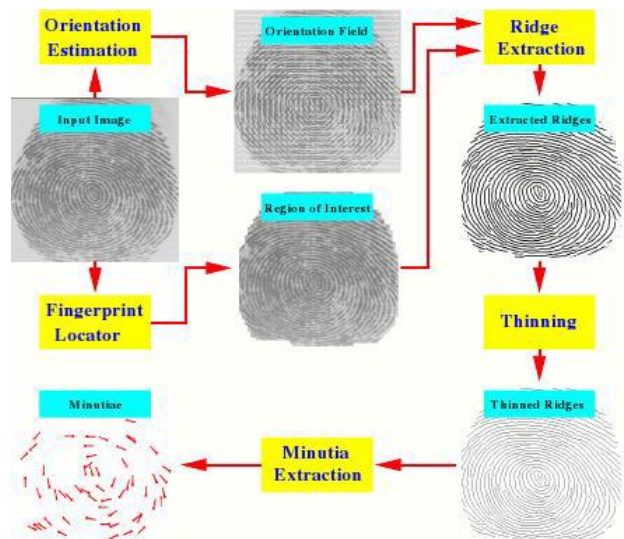 Orientation
Estimation
Orientation Field
Ridge
Extraction
Input Image
Extracted Ridges
Region of Interest
Fingerprint
Locator
Thinning
Minutiae
Thinned Ridges
Minutia
Extraction